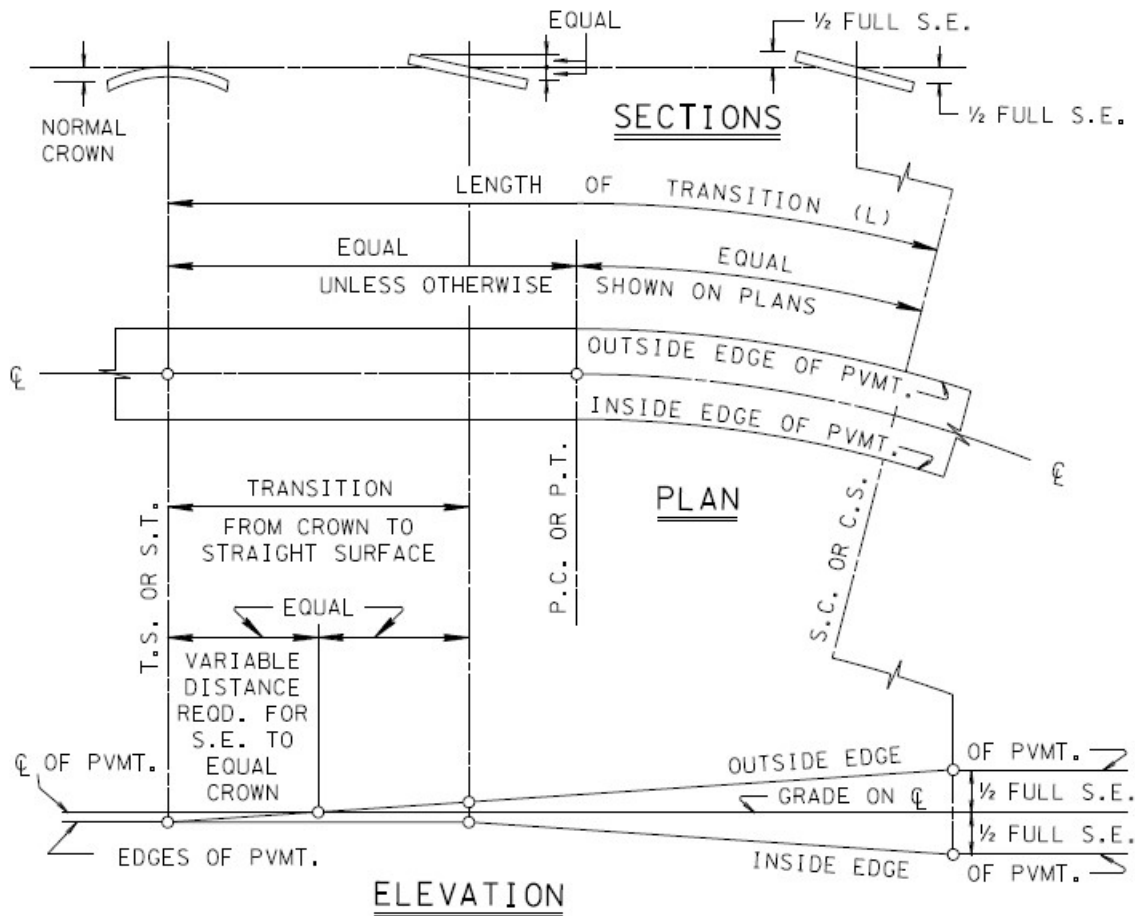 EQUAL
½ FULL S.E.
NORMAL
CROWN
SECTIONS
½ FULL S.E.
LENGTH OF TRANSITION (L)
EQUAL
EQUAL
UNLESS OTHERWISE SHOWN ON PLANS
℄
OUTSIDE EDGE OF PVMT.
INSIDE EDGE OF PVMT.
℄
TRANSITION
FROM CROWN TO
STRAIGHT SURFACE
PLAN
T.S. OR S.T.
P.C. OR P.T.
S.C. OR C.S.
EQUAL
VARIABLE
DISTANCE
REQD. FOR
S.E. TO
EQUAL
CROWN
℄ OF PVMT.
OUTSIDE EDGE OF PVMT.
GRADE ON ℄
½ FULL S.E.
½ FULL S.E.
EDGES OF PVMT.
INSIDE EDGE OF PVMT.
ELEVATION